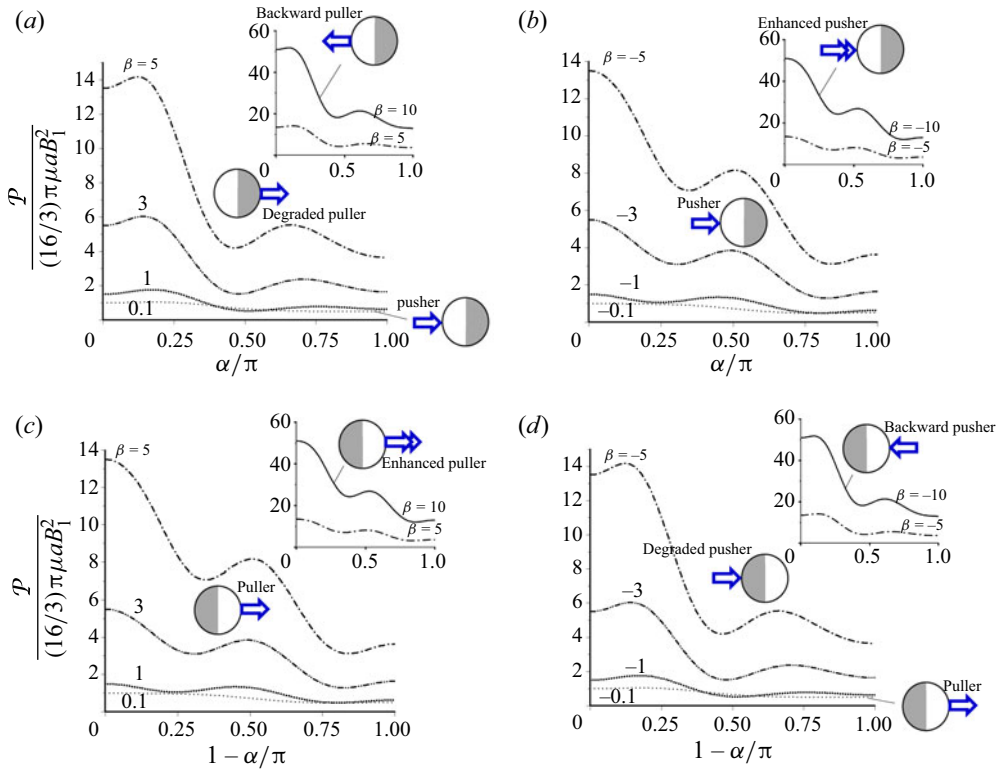 (a)
Backward puller
60
40
20
0
0.5
1.0
β = 10
β = 5
14
12
10
8
6
4
2
β = 5
3
1
0.1
Degraded puller
pusher
0
0.25
0.50
0.75
1.00
α/π
𝒫
(16/3) πμaB₁²
(b)
Enhanced pusher
60
40
20
0
0.5
1.0
β = –10
β = –5
14
12
10
8
6
4
2
β = –5
–3
–1
–0.1
Pusher
0
0.25
0.50
0.75
1.00
α/π
(c)
Enhanced puller
60
40
20
0
0.5
1.0
β = 10
β = 5
14
12
10
8
6
4
2
β = 5
3
1
0.1
Puller
0
0.25
0.50
0.75
1.00
1 – α/π
𝒫
(16/3) πμaB₁²
(d)
Backward pusher
60
40
20
0
0.5
1.0
β = –10
β = –5
14
12
10
8
6
4
2
β = –5
–3
–1
–0.1
Degraded pusher
Puller
0
0.25
0.50
0.75
1.00
1 – α/π